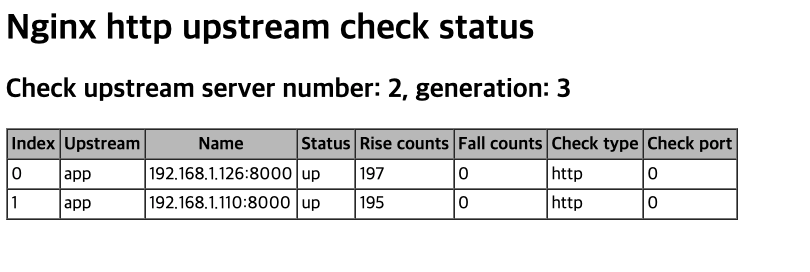 Nginx http upstream check status
Check upstream server number: 2, generation: 3
Index Upstream Name Status Rise counts Fall counts Check type Check port
0 app 192.168.1.126:8000 up 197 0 http 0
1 app 192.168.1.110:8000 up 195 0 http 0